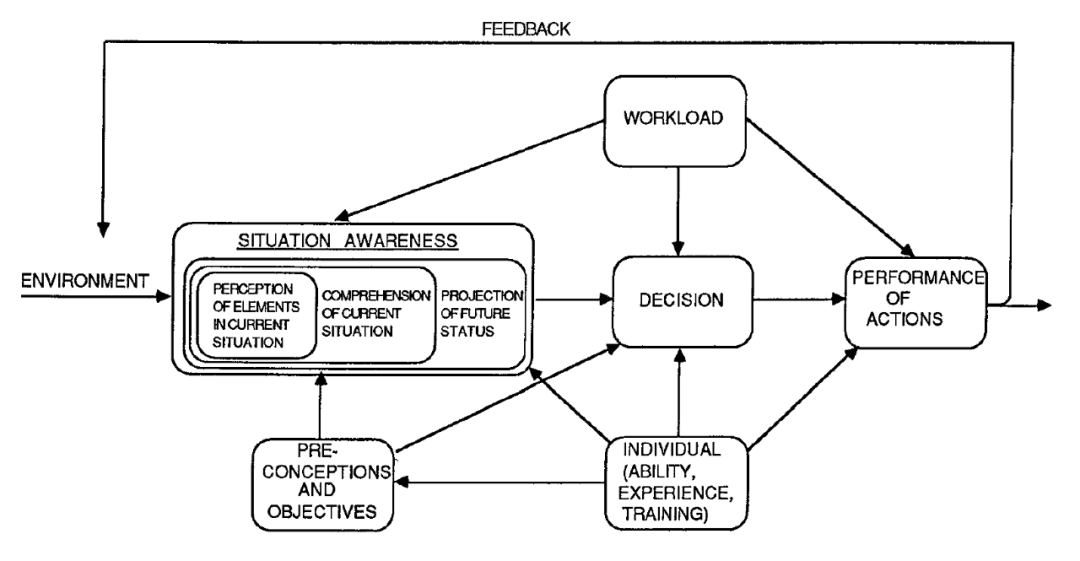 FEEDBACK
WORKLOAD
SITUATION AWARENESS
ENVIRONMENT
PERCEPTION
OF ELEMENTS
IN CURRENT
SITUATION
COMPREHENSION
OF CURRENT
SITUATION
PROJECTION
OF FUTURE
STATUS
DECISION
PERFORMANCE
OF
ACTIONS
PRE-
CONCEPTIONS
AND
OBJECTIVES
INDIVIDUAL
(ABILITY,
EXPERIENCE,
TRAINING)